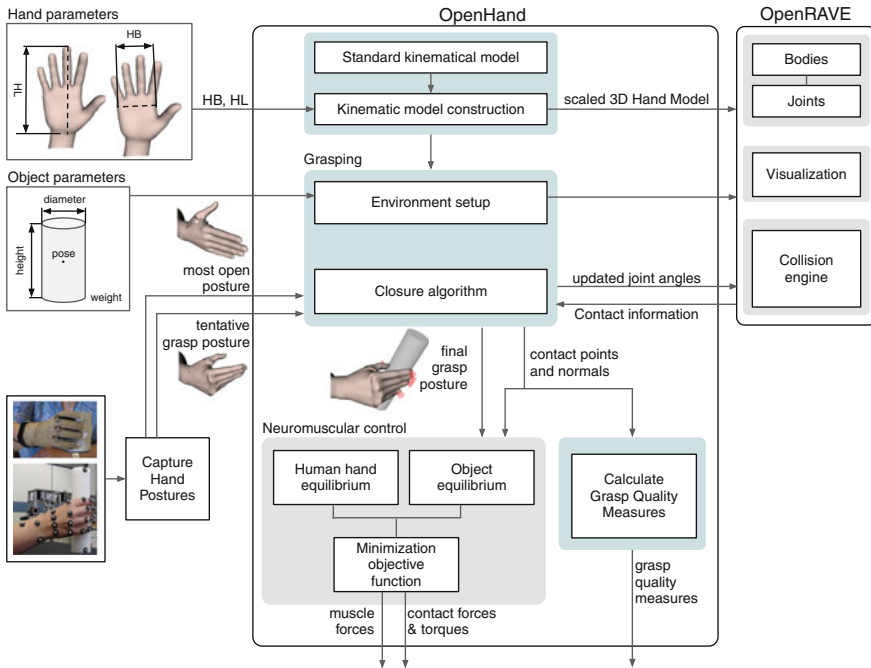 Hand parameters
HB
HL
HB, HL
Object parameters
diameter
height
pose
weight
most open
posture
tentative
grasp posture
Capture
Hand
Postures
OpenHand
Standard kinematical model
Kinematic model construction
scaled 3D Hand Model
Grasping
Environment setup
Closure algorithm
updated joint angles
Contact information
final
grasp
posture
contact points
and normals
Neuromuscular control
Human hand
equilibrium
Object
equilibrium
Minimization
objective
function
muscle
forces
contact forces
& torques
Calculate
Grasp Quality
Measures
grasp
quality
measures
OpenRAVE
Bodies
Joints
Visualization
Collision
engine